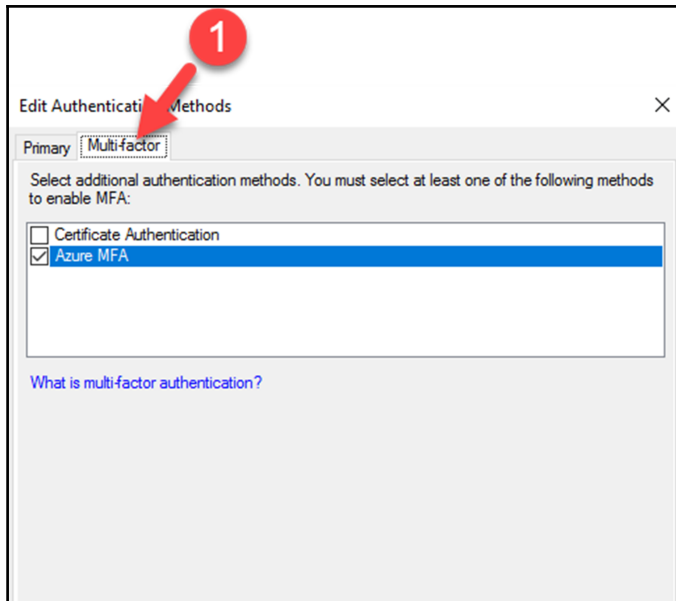 1
Edit Authentication Methods
Primary
Multi-factor
Select additional authentication methods. You must select at least one of the following methods
to enable MFA:
Certificate Authentication
Azure MFA
What is multi-factor authentication?